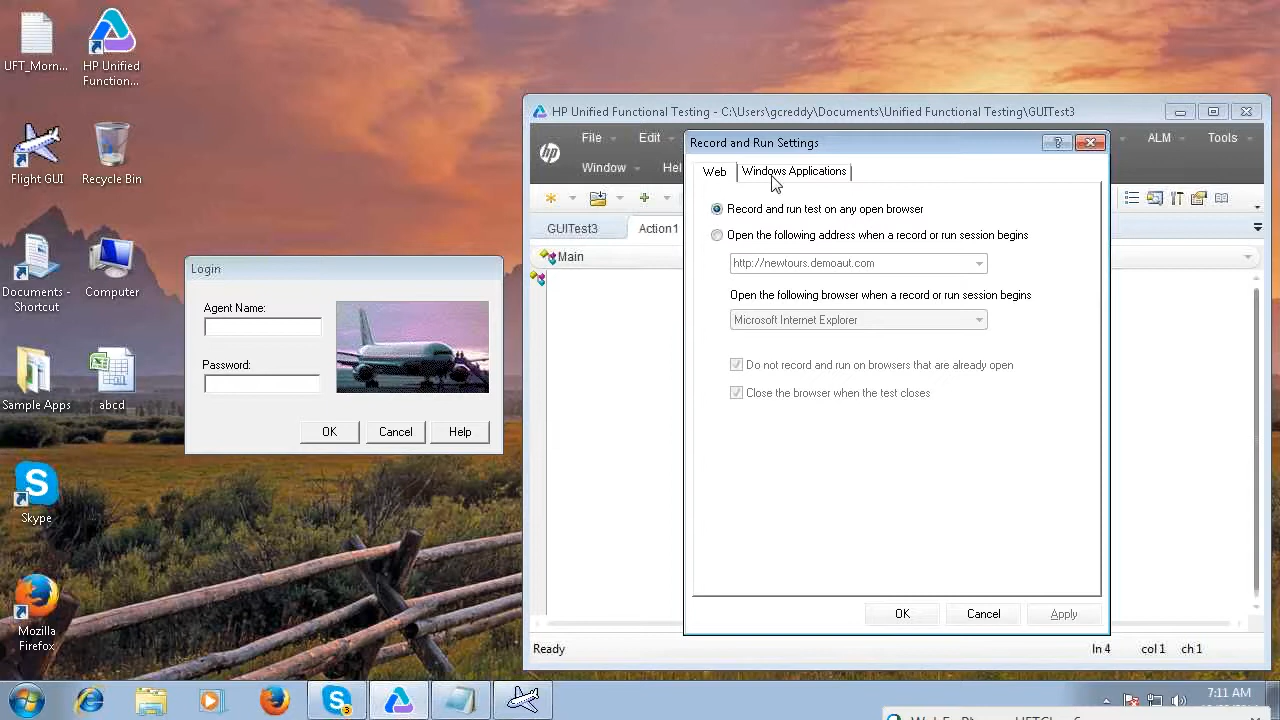 UFT_Morn...
HP Unified
Function...
Flight GUI
Recycle Bin
Documents -
Shortcut
Computer
Sample Apps
abcd
Skype
Mozilla
Firefox
Login
Agent Name:
Password:
OK
Cancel
Help
HP Unified Functional Testing - C:\Users\gcreddy\Documents\Unified Functional Testing\GUITest3
hp
File
Edit
ALM
Tools
Window
Hel
GUITest3
Action1
Main
Record and Run Settings
Web
Windows Applications
Record and run test on any open browser
Open the following address when a record or run session begins
http://newtours.demoaut.com
Open the following browser when a record or run session begins
Microsoft Internet Explorer
Do not record and run on browsers that are already open
Close the browser when the test closes
OK
Cancel
Apply
Ready
ln 4
col 1
ch 1
3
7:11 AM